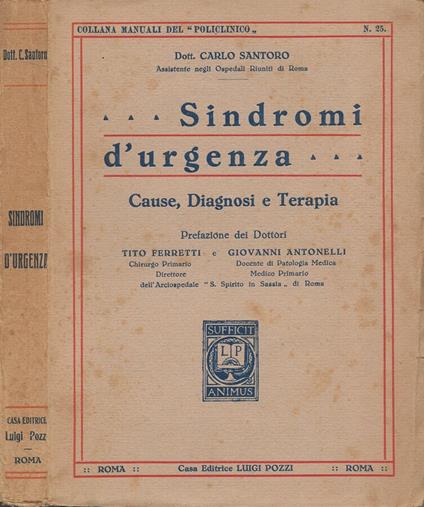 Dott. C. Santoro
SINDROMI
D'URGENZA
CASA EDITRICE
Luigi Pozz
ROMA
COLLANA MANUALI DEL "POLICLINICO„ N. 25.
Dott. CARLO SANTORO
Assistente negli Ospedali Riuniti di Roma
. . . Sindromi
d'urgenza . . .
Cause, Diagnosi e Terapia
Prefazione dei Dottori
TITO FERRETTI e GIOVANNI ANTONELLI
Chirurgo Primario Docente di Patologia Medica
Direttore Medico Primario
dell'Arciospedale "S. Spirito in Sassia„ di Roma
SUFFICIT
L P
ANIMUS
:: ROMA :: Casa Editrice LUIGI POZZI :: ROMA ::